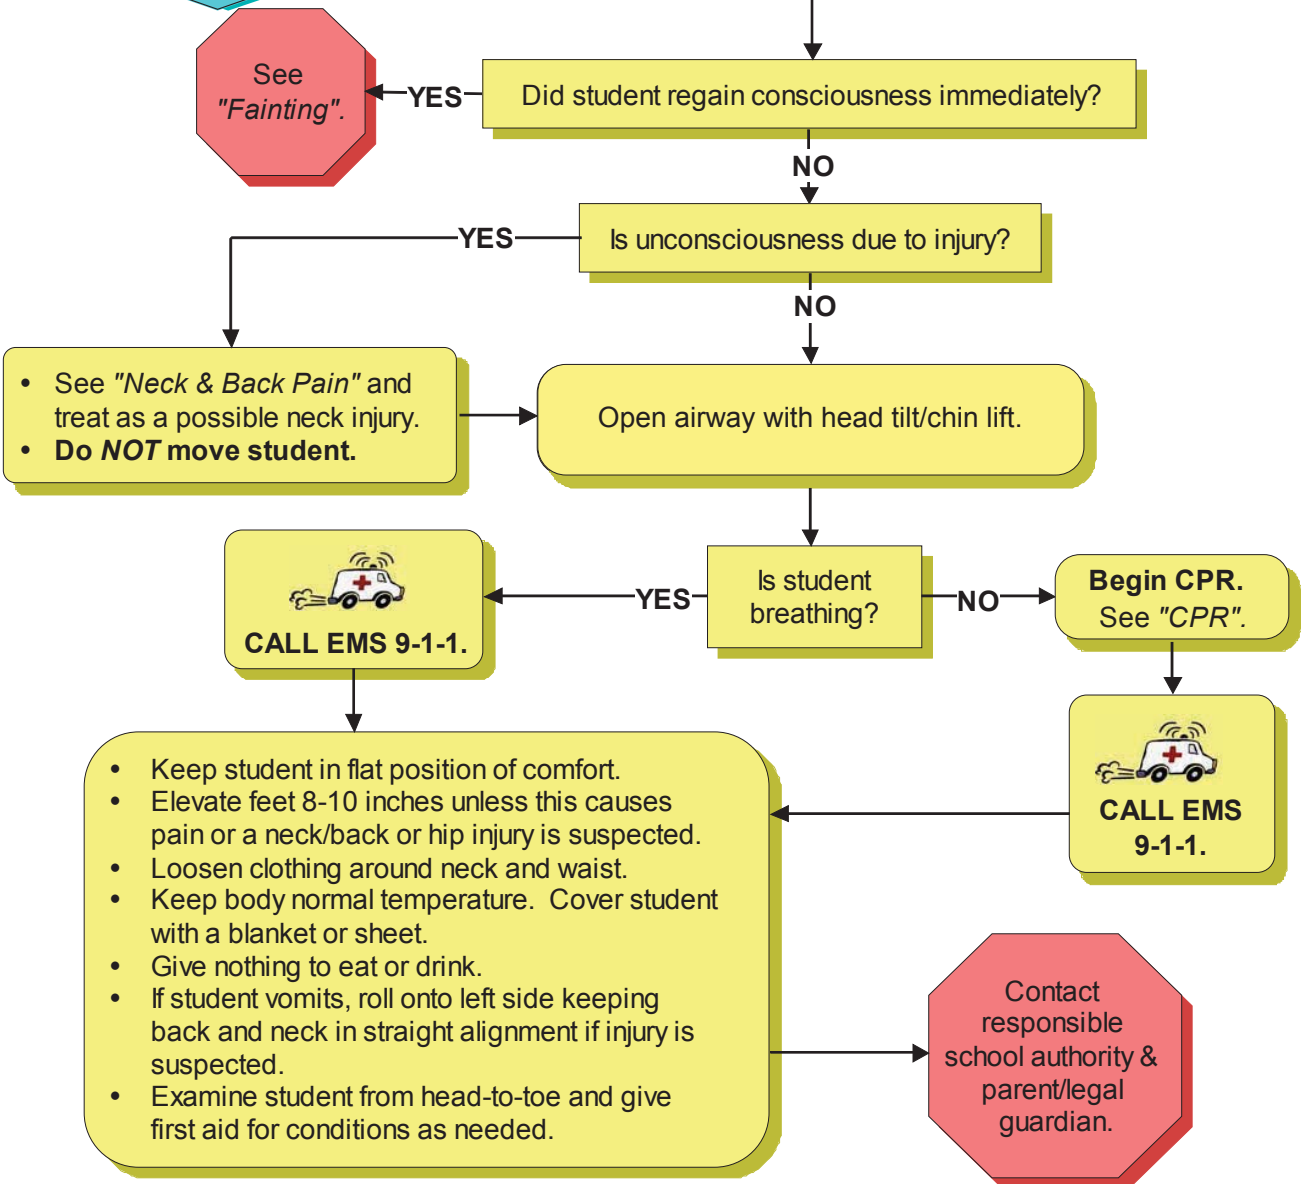 See
"Fainting".
YES
Did student regain consciousness immediately?
NO
YES
Is unconsciousness due to injury?
NO
• See "Neck & Back Pain" and
treat as a possible neck injury.
• Do NOT move student.
Open airway with head tilt/chin lift.
CALL EMS 9-1-1.
YES
Is student
breathing?
NO
Begin CPR.
See "CPR".
CALL EMS
9-1-1.
• Keep student in flat position of comfort.
• Elevate feet 8-10 inches unless this causes
pain or a neck/back or hip injury is suspected.
• Loosen clothing around neck and waist.
• Keep body normal temperature.  Cover student
with a blanket or sheet.
• Give nothing to eat or drink.
• If student vomits, roll onto left side keeping
back and neck in straight alignment if injury is
suspected.
• Examine student from head-to-toe and give
first aid for conditions as needed.
Contact
responsible
school authority &
parent/legal
guardian.